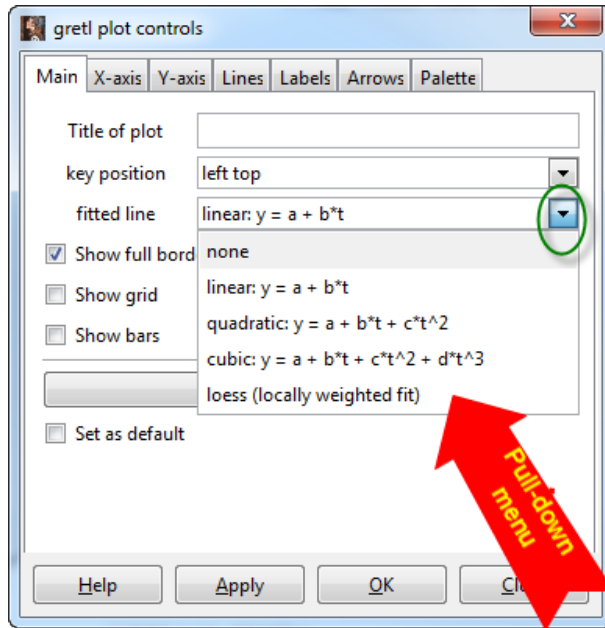 gretl plot controls
Main X-axis Y-axis Lines Labels Arrows Palette
Title of plot
key position left top
fitted line linear: y = a + b*t
Show full bord
none
linear: y = a + b*t
Show grid
quadratic: y = a + b*t + c*t^2
Show bars
cubic: y = a + b*t + c*t^2 + d*t^3
loess (locally weighted fit)
Set as default
Pull-down
menu
Help Apply OK Cl